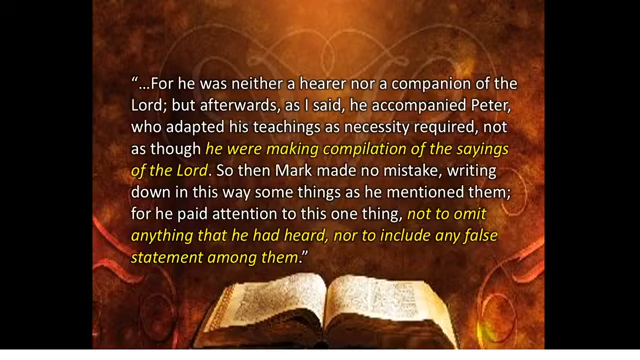 “…For he was neither a hearer nor a companion of the
Lord; but afterwards, as I said, he accompanied Peter,
who adapted his teachings as necessity required, not
as though he were making compilation of the sayings
of the Lord. So then Mark made no mistake, writing
down in this way some things as he mentioned them;
for he paid attention to this one thing, not to omit
anything that he had heard, nor to include any false
statement among them.”